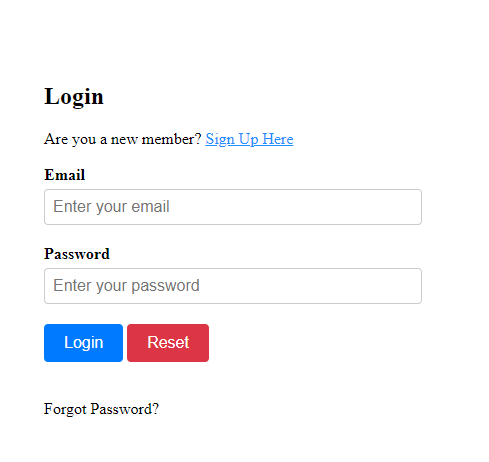 Login
Are you a new member? Sign Up Here
Email
Enter your email
Password
Enter your password
Login Reset
Forgot Password?